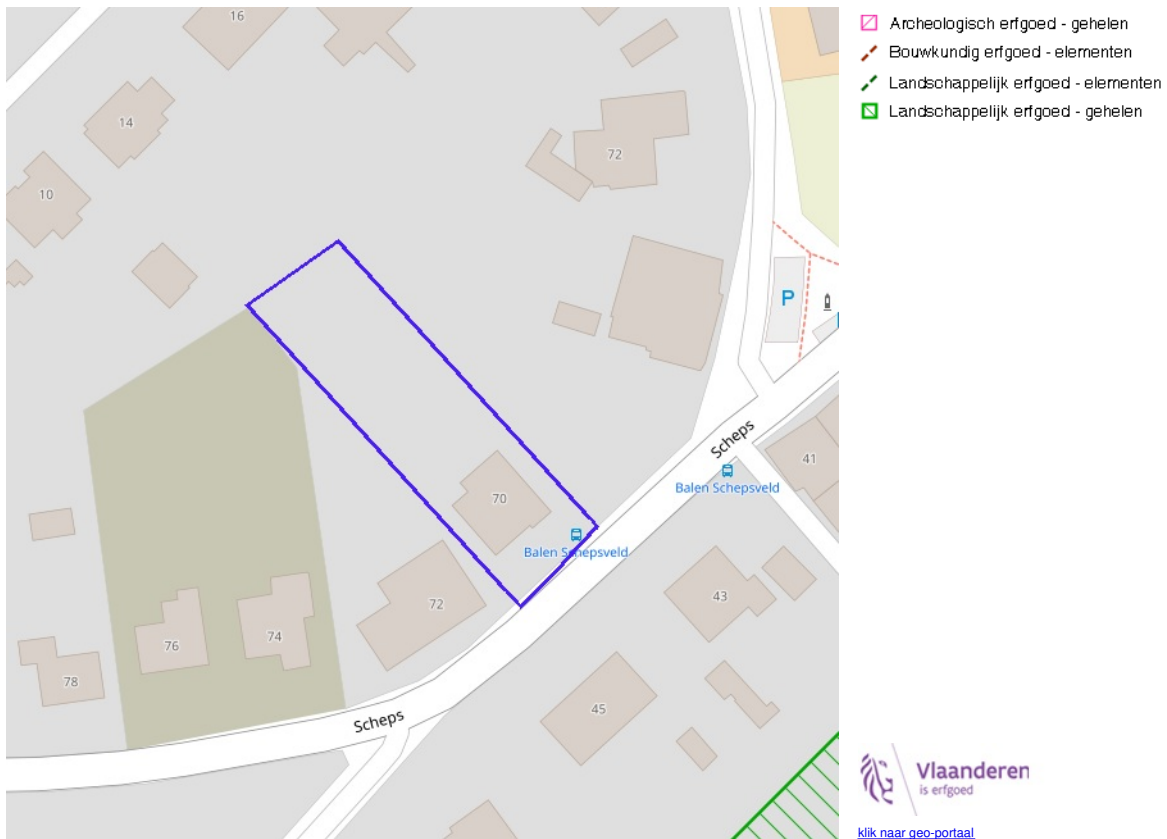 16
14
10
72
70
72
76
74
78
45
43
41
P
Scheps
Scheps
Balen Schepsveld
Balen Schepsveld
Archeologisch erfgoed - gehelen
Bouwkundig erfgoed - elementen
Landschappelijk erfgoed - elementen
Landschappelijk erfgoed - gehelen
Vlaanderen
is erfgoed
klik naar geo-portaal